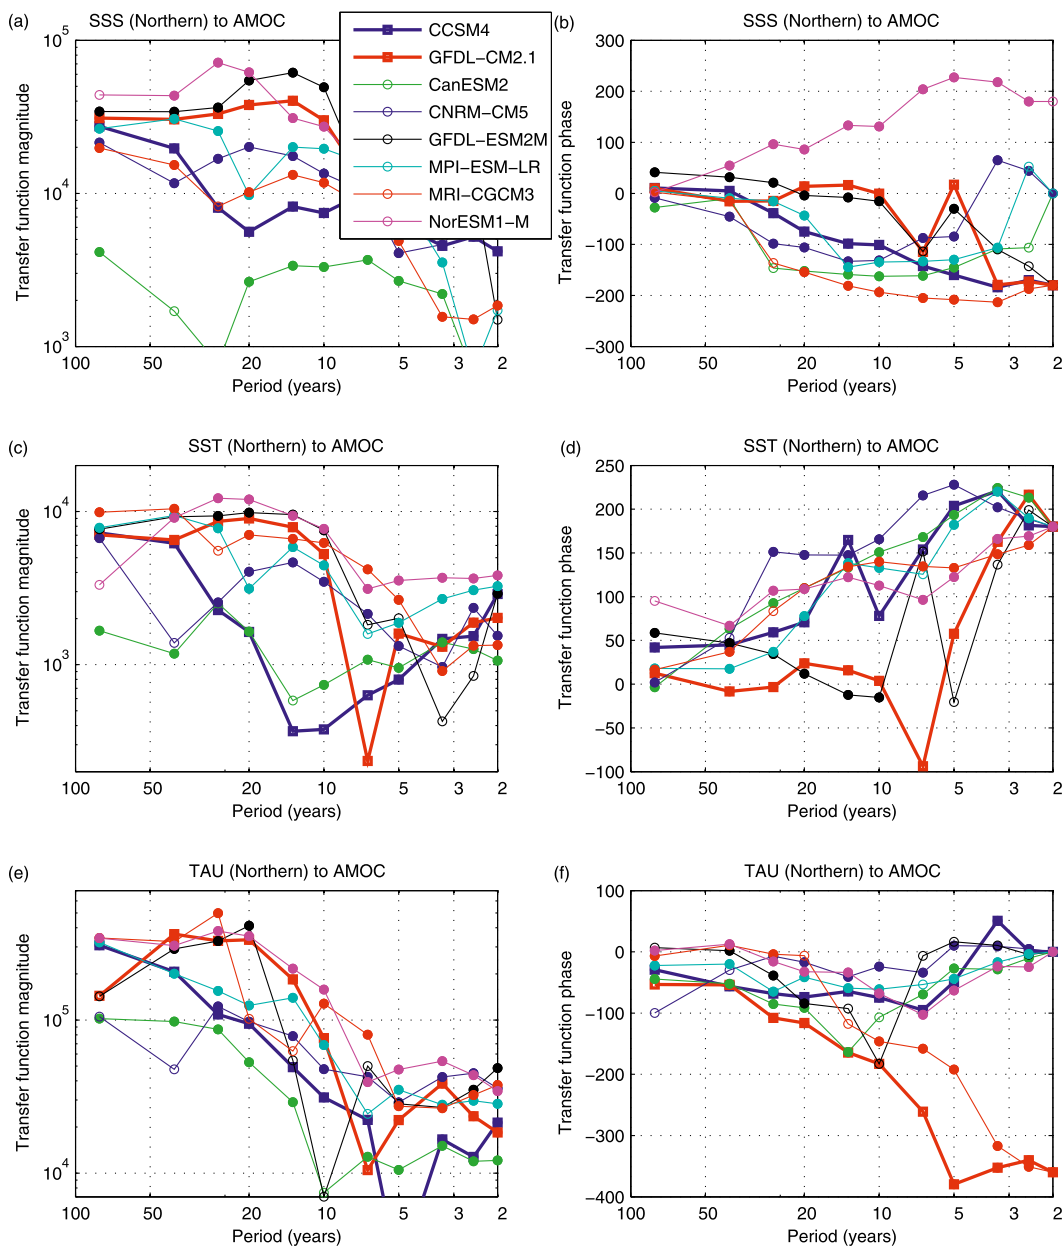 (a)
SSS (Northern) to AMOC
10^5
10^4
10^3
Transfer function magnitude
100
50
20
10
5
3
2
Period (years)
CCSM4
GFDL-CM2.1
CanESM2
CNRM-CM5
GFDL-ESM2M
MPI-ESM-LR
MRI-CGCM3
NorESM1-M
(b)
SSS (Northern) to AMOC
300
200
100
0
-100
-200
-300
Transfer function phase
100
50
20
10
5
3
2
Period (years)
(c)
SST (Northern) to AMOC
10^4
10^3
Transfer function magnitude
100
50
20
10
5
3
2
Period (years)
(d)
SST (Northern) to AMOC
250
200
150
100
50
0
-50
-100
Transfer function phase
100
50
20
10
5
3
2
Period (years)
(e)
TAU (Northern) to AMOC
10^5
10^4
Transfer function magnitude
100
50
20
10
5
3
2
Period (years)
(f)
TAU (Northern) to AMOC
100
0
-100
-200
-300
-400
Transfer function phase
100
50
20
10
5
3
2
Period (years)